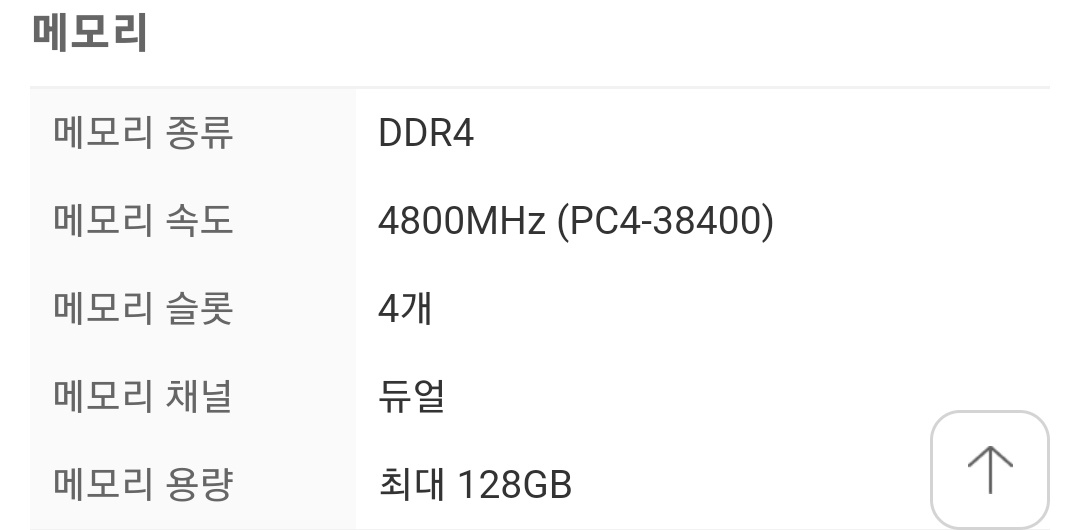 메모리
메모리 종류 DDR4
메모리 속도 4800MHz (PC4-38400)
메모리 슬롯 4개
메모리 채널 듀얼
메모리 용량 최대 128GB